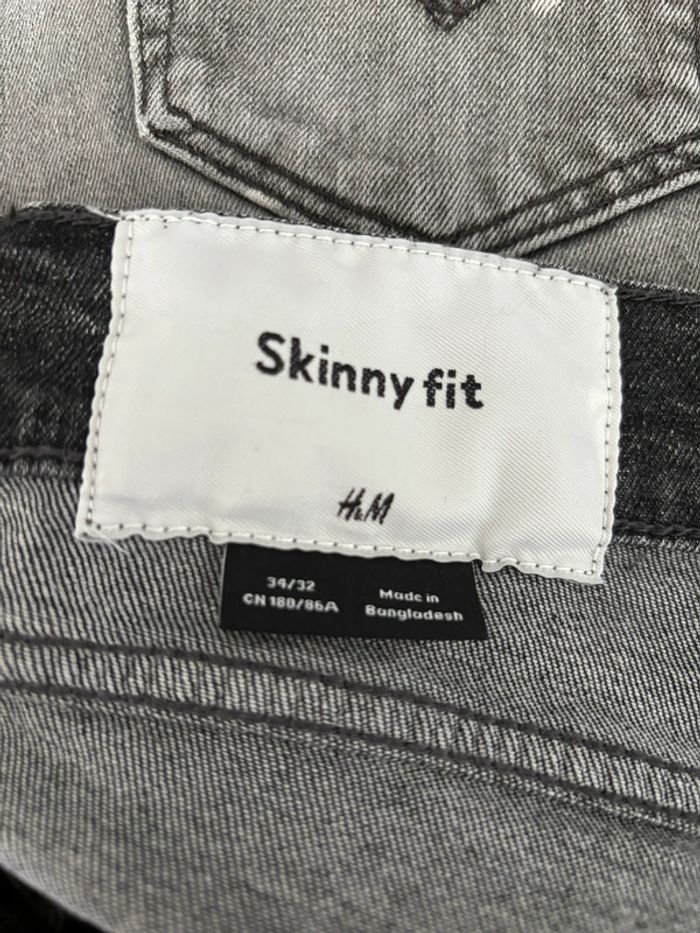 Skinny fit
H&M
34/32
CN 180/86A
Made in
Bangladesh